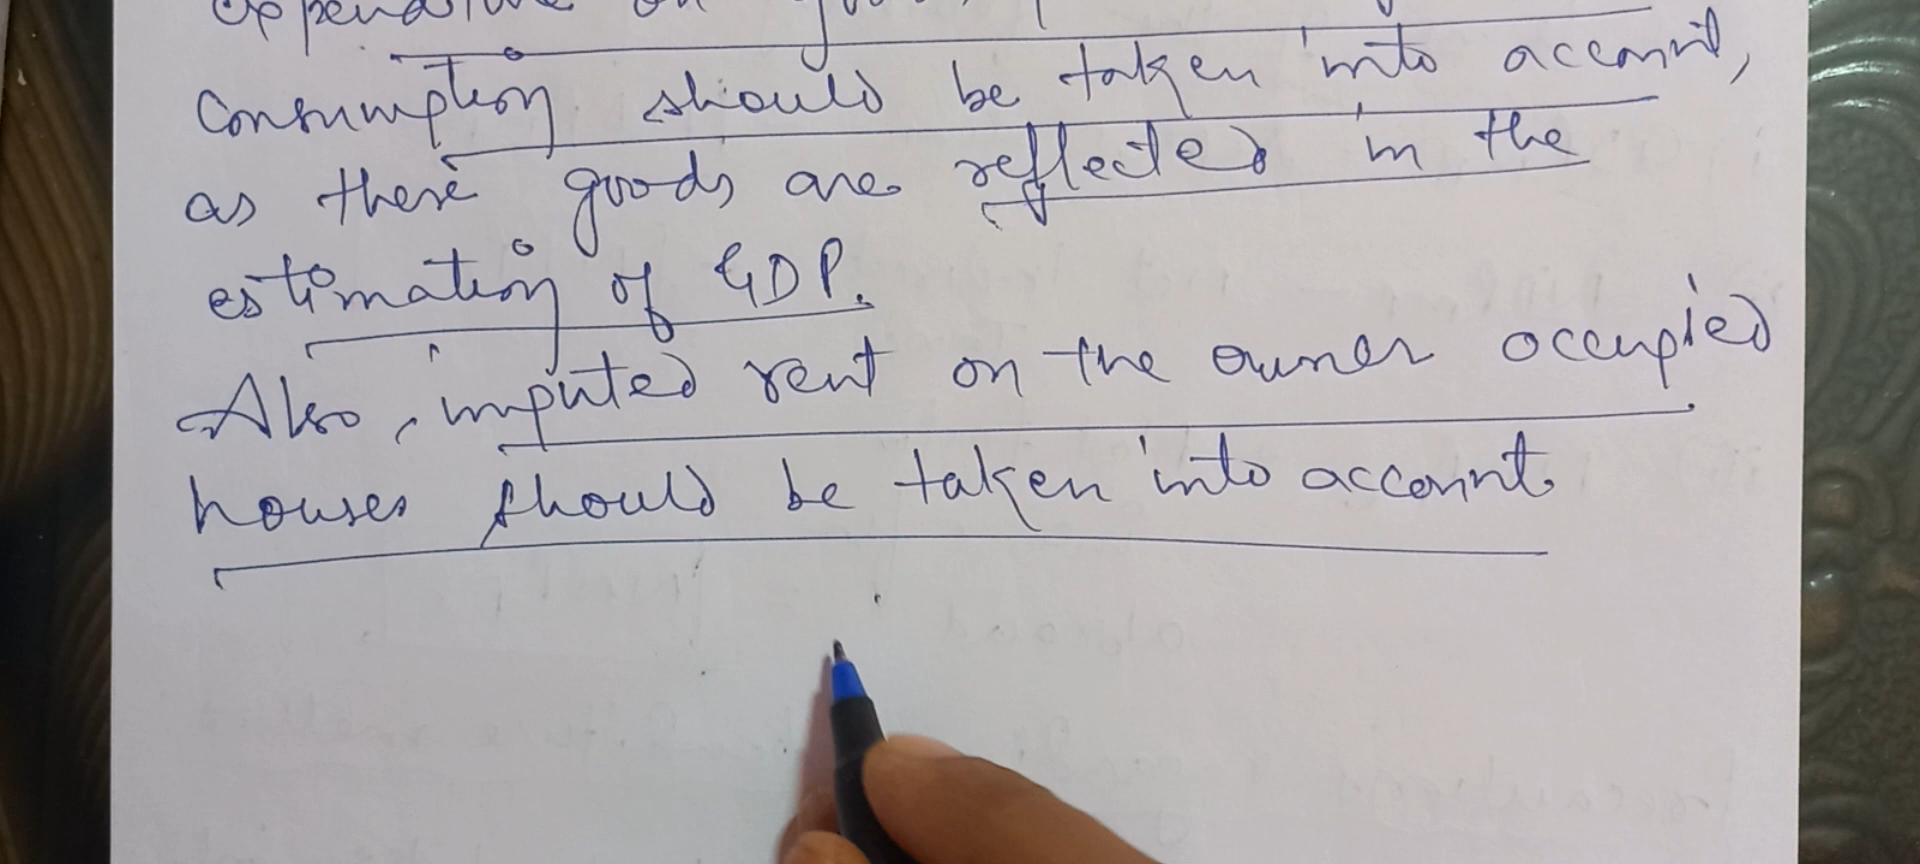 on
Consumption should be taken into account,
as these goods are reflected in the
estimation of GDP.
Also, imputed rent on the owner occupied
houses should be taken into account.